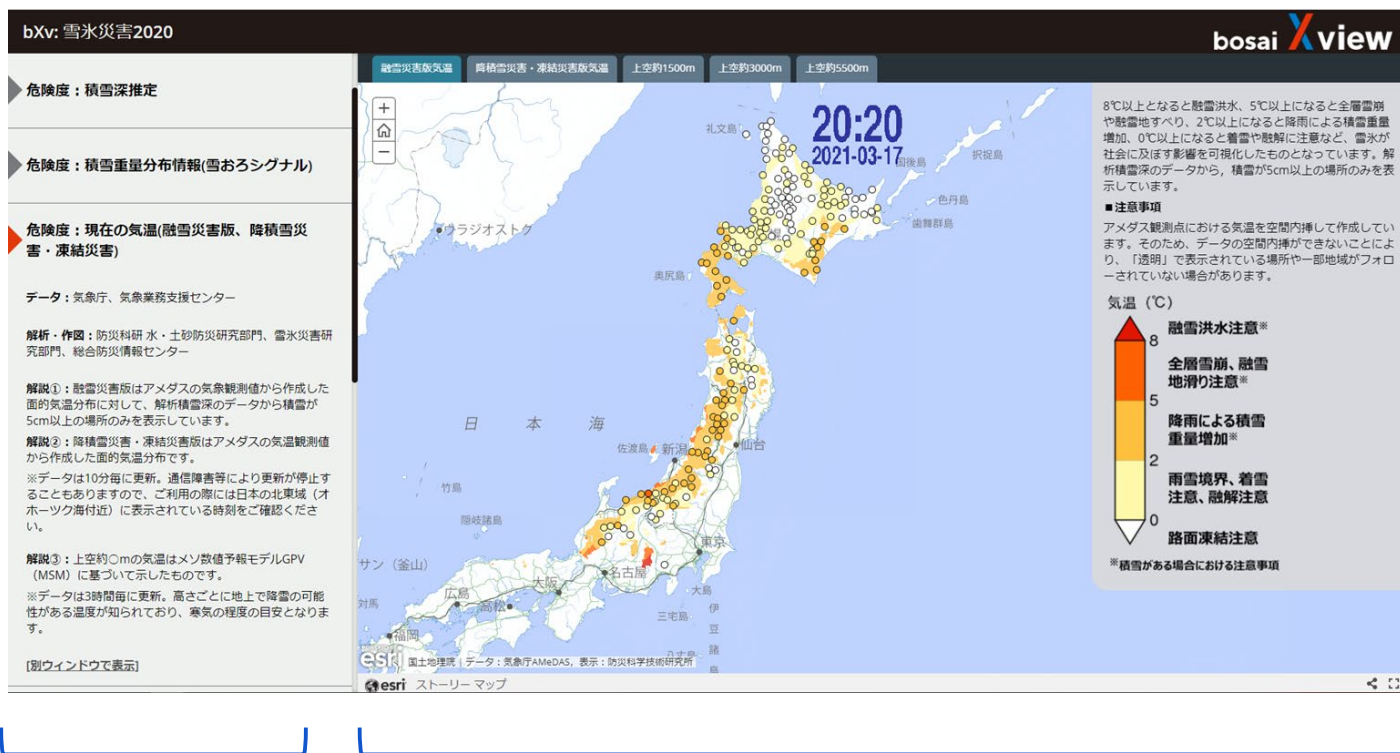 bXv: 雪氷災害2020
bosai Xview
危険度：積雪深推定
危険度：積雪重量分布情報(雪おろシグナル)
危険度：現在の気温(融雪災害版、降積雪災
害・凍結災害)
データ：気象庁、気象業務支援センター
解析・作図：防災科研 水・土砂防災研究部門、雪氷災害研
究部門、総合防災情報センター
解説①：融雪災害版はアメダスの気象観測値から作成した
面的気温分布に対して、解析積雪深のデータから積雪が
5cm以上の場所のみを表示しています。
解説②：降積雪災害・凍結災害版はアメダスの気温観測値
から作成した面的気温分布です。
※データは10分毎に更新。通信障害等により更新が停止す
ることもありますので、ご利用の際には日本の北東域（オ
ホーツク海付近）に表示されている時刻をご確認くださ
い。
解説③：上空約○mの気温はメソ数値予報モデルGPV
（MSM）に基づいて示したものです。
※データは3時間毎に更新。高さごとに地上で降雪の可能
性がある温度が知られており、寒気の程度の目安となりま
す。
[別ウィンドウで表示]
融雪災害版気温
降積雪災害・凍結災害版気温
上空約1500m
上空約3000m
上空約5500m
+
−
20:20
2021-03-17
礼文島
国後島
択捉島
色丹島
歯舞群島
ウラジオストク
奥尻島
日本海
佐渡島
新潟
仙台
竹島
隠岐諸島
東京
サン（釜山）
名古屋
大阪
広島
高松
対馬
福岡
大島
三宅島
八丈島
伊
豆
諸
島
esri
国土地理院 | データ：気象庁AMeDAS，表示：防災科学技術研究所
esri ストーリー マップ
8℃以上となると融雪洪水、5℃以上になると全層雪崩
や融雪地すべり、2℃以上になると降雨による積雪重量
増加、0℃以上になると着雪や融解に注意など、雪氷が
社会に及ぼす影響を可視化したものとなっています。解
析積雪深のデータから，積雪が5cm以上の場所のみを表
示しています。
■注意事項
アメダス観測点における気温を空間内挿して作成してい
ます。そのため、データの空間内挿ができないことによ
り、「透明」で表示されている場所や一部地域がフォロ
ーされていない場合があります。
気温（℃）
8
融雪洪水注意※
全層雪崩、融雪
地滑り注意※
5
降雨による積雪
重量増加※
2
雨雪境界、着雪
注意、融解注意
0
路面凍結注意
※積雪がある場合における注意事項